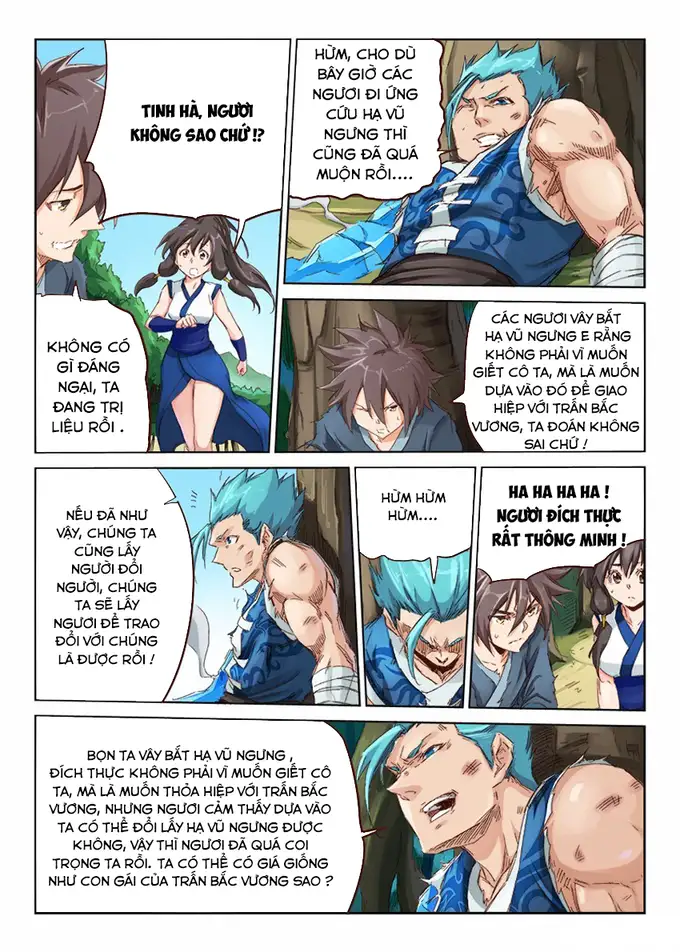 TINH HÀ, NGƯƠI
KHÔNG SAO CHỨ !?
KHÔNG CÓ
GÌ ĐÁNG
NGẠI, TA
ĐANG TRỊ
LIỆU RỒI .
HỪM, CHO DÙ
BÂY GIỜ CÁC
NGƯƠI ĐI ỨNG
CỨU HẠ VŨ
NGƯNG THÌ
CŨNG ĐÃ QUÁ
MUỘN RỒI....
CÁC NGƯƠI VÂY BẮT
HẠ VŨ NGƯNG E RẰNG
KHÔNG PHẢI VÌ MUỐN
GIẾT CÔ TA, MÀ LÀ MUỐN
DỰA VÀO ĐÓ ĐỂ GIAO
HIỆP VỚI TRẤN BẮC
VƯƠNG, TA ĐOÁN KHÔNG
SAI CHỨ !
NẾU ĐÃ NHƯ
VẬY, CHÚNG TA
CŨNG LẤY
NGƯỜI ĐỔI
NGƯỜI, CHÚNG
TA SẼ LẤY
NGƯƠI ĐỂ TRAO
ĐỔI VỚI CHÚNG
LÀ ĐƯỢC RỒI !
HỪM HỪM
HỪM....
HA HA HA HA !
NGƯƠI ĐÍCH THỰC
RẤT THÔNG MINH !
BỌN TA VÂY BẮT HẠ VŨ NGƯNG ,
ĐÍCH THỰC KHÔNG PHẢI VÌ MUỐN GIẾT CÔ
TA, MÀ LÀ MUỐN THỎA HIỆP VỚI TRẤN BẮC
VƯƠNG, NHƯNG NGƯƠI CẢM THẤY DỰA VÀO
TA CÓ THỂ ĐỔI LẤY HẠ VŨ NGƯNG ĐƯỢC
KHÔNG, VẬY THÌ NGƯƠI ĐÃ QUÁ COI
TRỌNG TA RỒI. TA CÓ THỂ CÓ GIÁ GIỐNG
NHƯ CON GÁI CỦA TRẤN BẮC VƯƠNG SAO ?